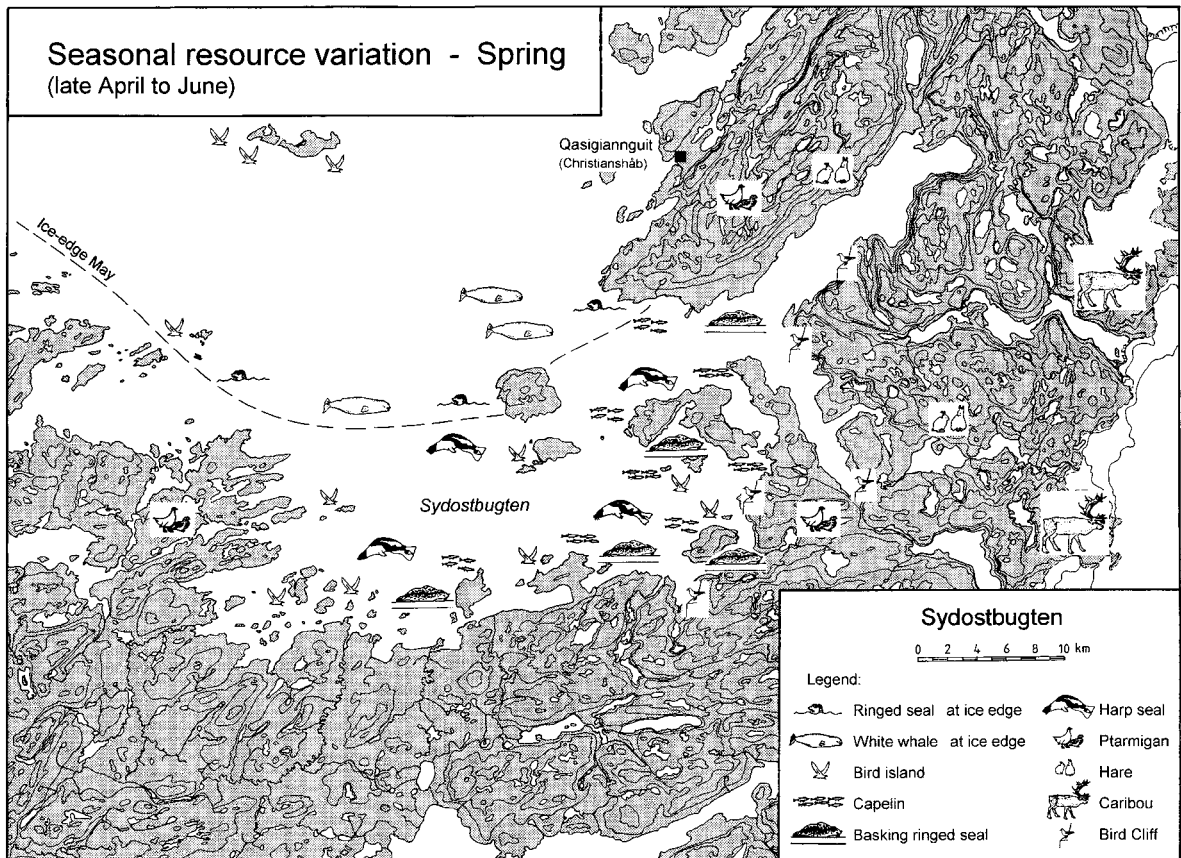 Seasonal resource variation - Spring
(late April to June)
Qasigiannguit
(Christianshåb)
Ice-edge May
Sydostbugten
Sydostbugten
0 2 4 6 8 10 km
Legend:
Ringed seal at ice edge
White whale at ice edge
Bird island
Capelin
Basking ringed seal
Harp seal
Ptarmigan
Hare
Caribou
Bird Cliff